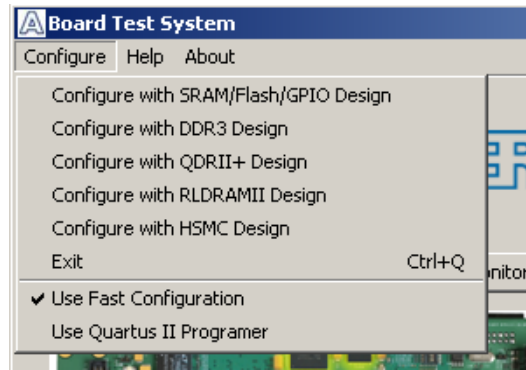 Board Test System
Configure Help About
Configure with SRAM/Flash/GPIO Design
Configure with DDR3 Design
Configure with QDRII+ Design
Configure with RLDRAMII Design
Configure with HSMC Design
Exit Ctrl+Q
nitor
Use Fast Configuration
Use Quartus II Programer